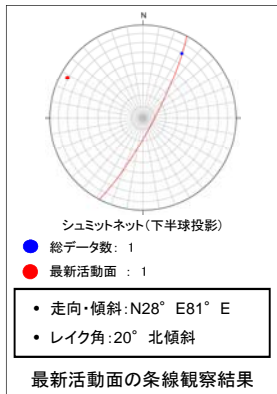 N
シュミットネット(下半球投影)
総データ数: 1
最新活動面 : 1
• 走向・傾斜:N28°E81°E
• レイク角:20°北傾斜
最新活動面の条線観察結果